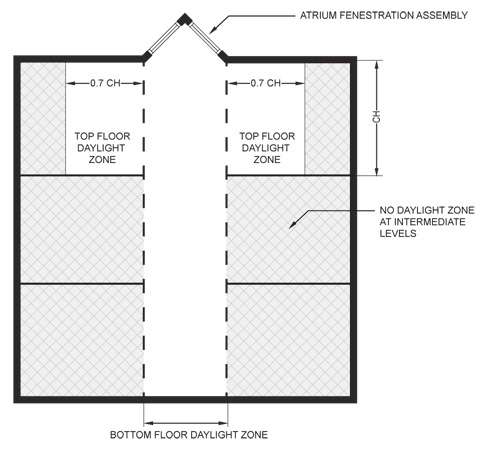 ATRIUM FENESTRATION ASSEMBLY
0.7 CH
0.7 CH
CH
TOP FLOOR
DAYLIGHT
ZONE
TOP FLOOR
DAYLIGHT
ZONE
NO DAYLIGHT ZONE
AT INTERMEDIATE
LEVELS
BOTTOM FLOOR DAYLIGHT ZONE